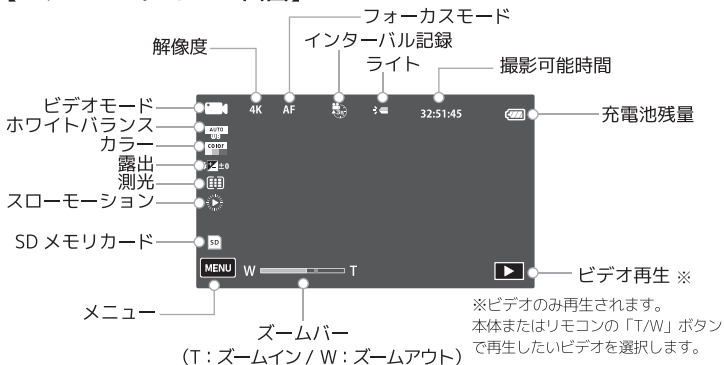 フォーカスモード
解像度
インターバル記録
ライト
撮影可能時間
ビデオモード
4K
AF
32:51:45
充電池残量
ホワイトバランス
AUTO
WB
カラー
COlOr
露出
±0
測光
スローモーション
SD メモリカード
SD
MENU
W
T
ビデオ再生 ※
メニュー
※ビデオのみ再生されます。
本体またはリモコンの「T/W」ボタン
で再生したいビデオを選択します。
ズームバー
(T：ズームイン / W：ズームアウト)